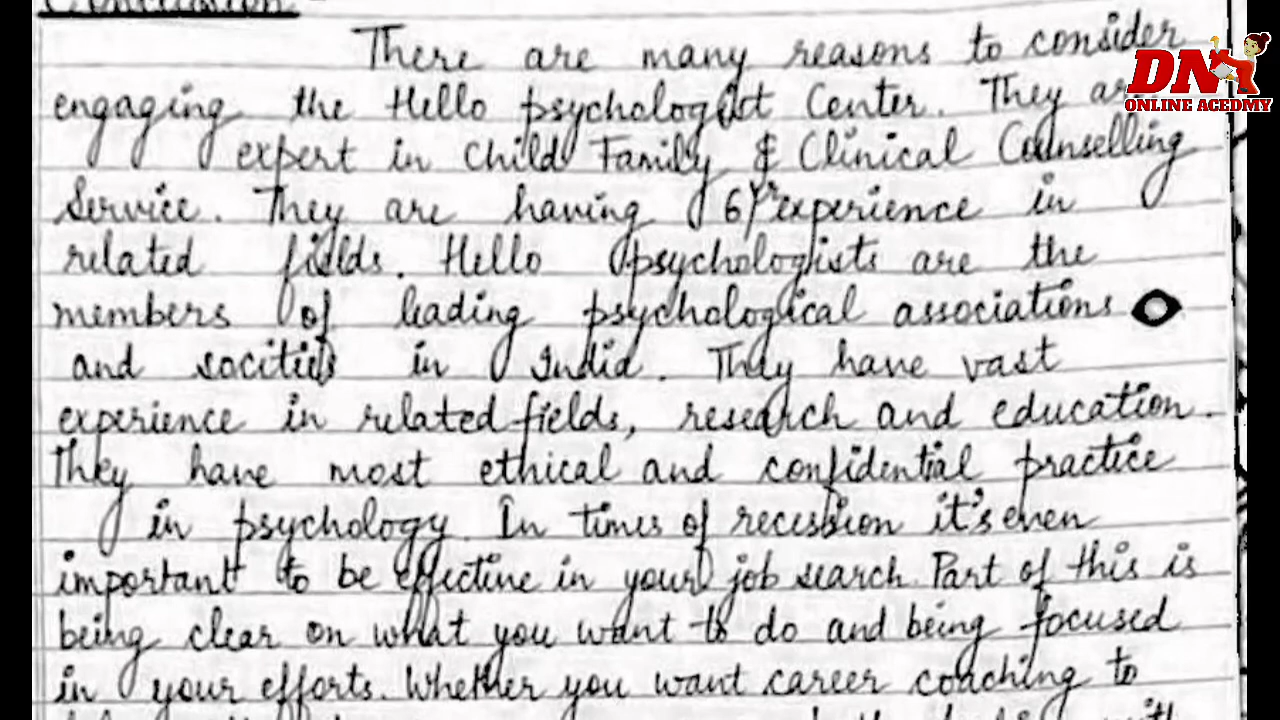 Conclusion -
There are many reasons to consider
engaging the Hello psychologist Center. They are
expert in Child Family & Clinical Counselling
Service. They are having 6yr experience in
related fields. Hello psychologists are the
members of leading psychological associations
and socities in India. They have vast
experience in related fields, research and education.
They have most ethical and confidential practice
in psychology. In times of recession it's even
important to be effective in your job search. Part of this is
being clear on what you want to do and being focused
in your efforts. Whether you want career coaching to
DNA
ONLINE ACEDMY